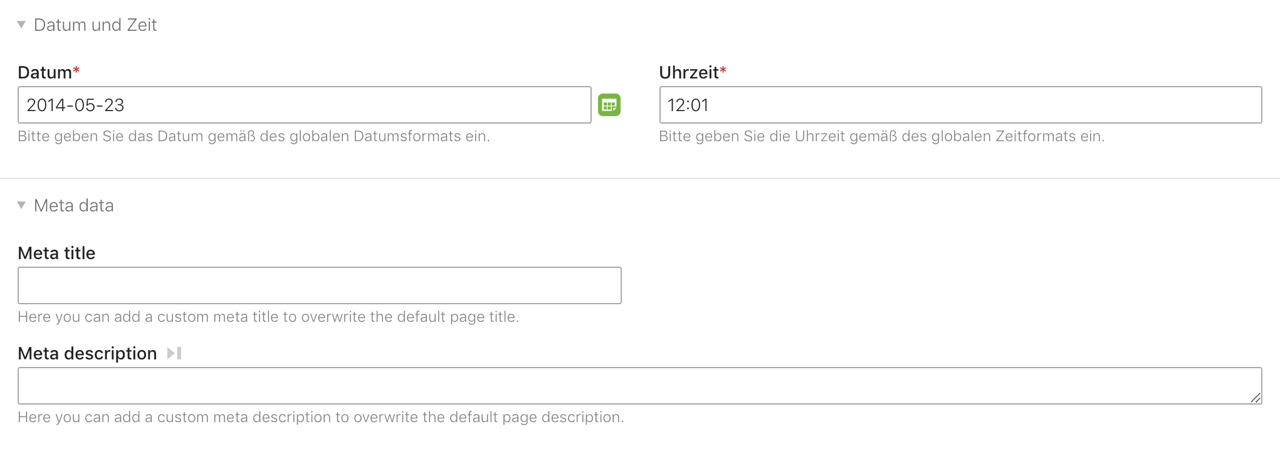 Datum und Zeit
Datum* Uhrzeit*
2014-05-23 12:01
Bitte geben Sie das Datum gemäß des globalen Datumsformats ein. Bitte geben Sie die Uhrzeit gemäß des globalen Zeitformats ein.
Meta data
Meta title
Here you can add a custom meta title to overwrite the default page title.
Meta description
Here you can add a custom meta description to overwrite the default page description.